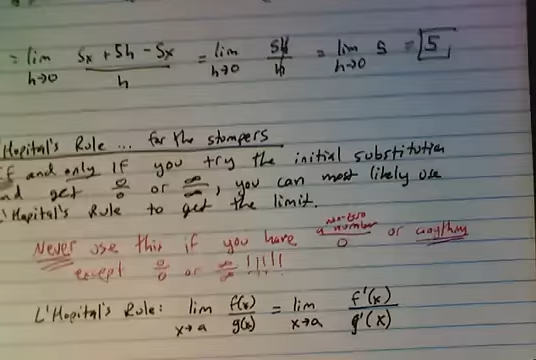 = lim h→0 5x + 5h - 5x / h = lim h→0 5h / h = lim h→0 5 = 5
'Hopital's Rule ... for the stompers
if and only if you try the initial substitution
nd get 0/0 or ∞/∞, you can most likely use
L'Hopital's Rule to get the limit.
Never use this if you have a non-zero number / 0 or anything
except 0/0 or ∞/∞ !!!!!
L'Hopital's Rule: lim x→a f(x)/g(x) = lim x→a f'(x)/g'(x)